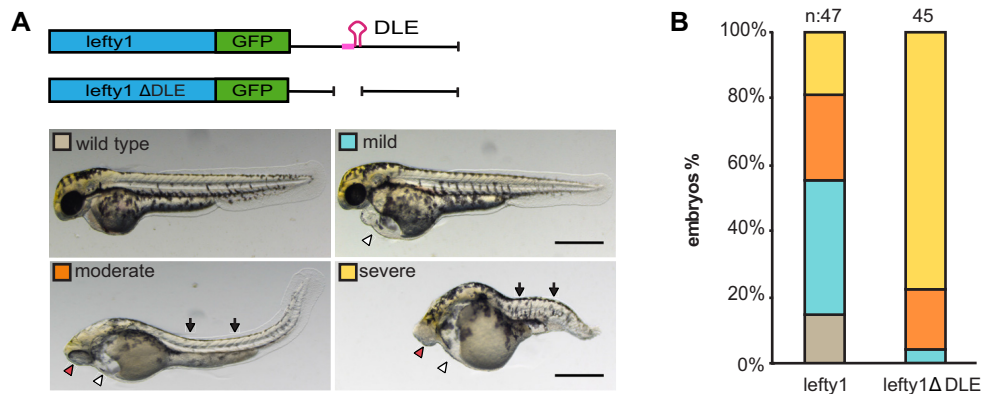 A
lefty1 GFP DLE
lefty1 ΔDLE GFP
wild type
mild
moderate
severe
B
n:47 45
100%
80%
60%
40%
20%
0%
embryos %
lefty1 lefty1Δ DLE